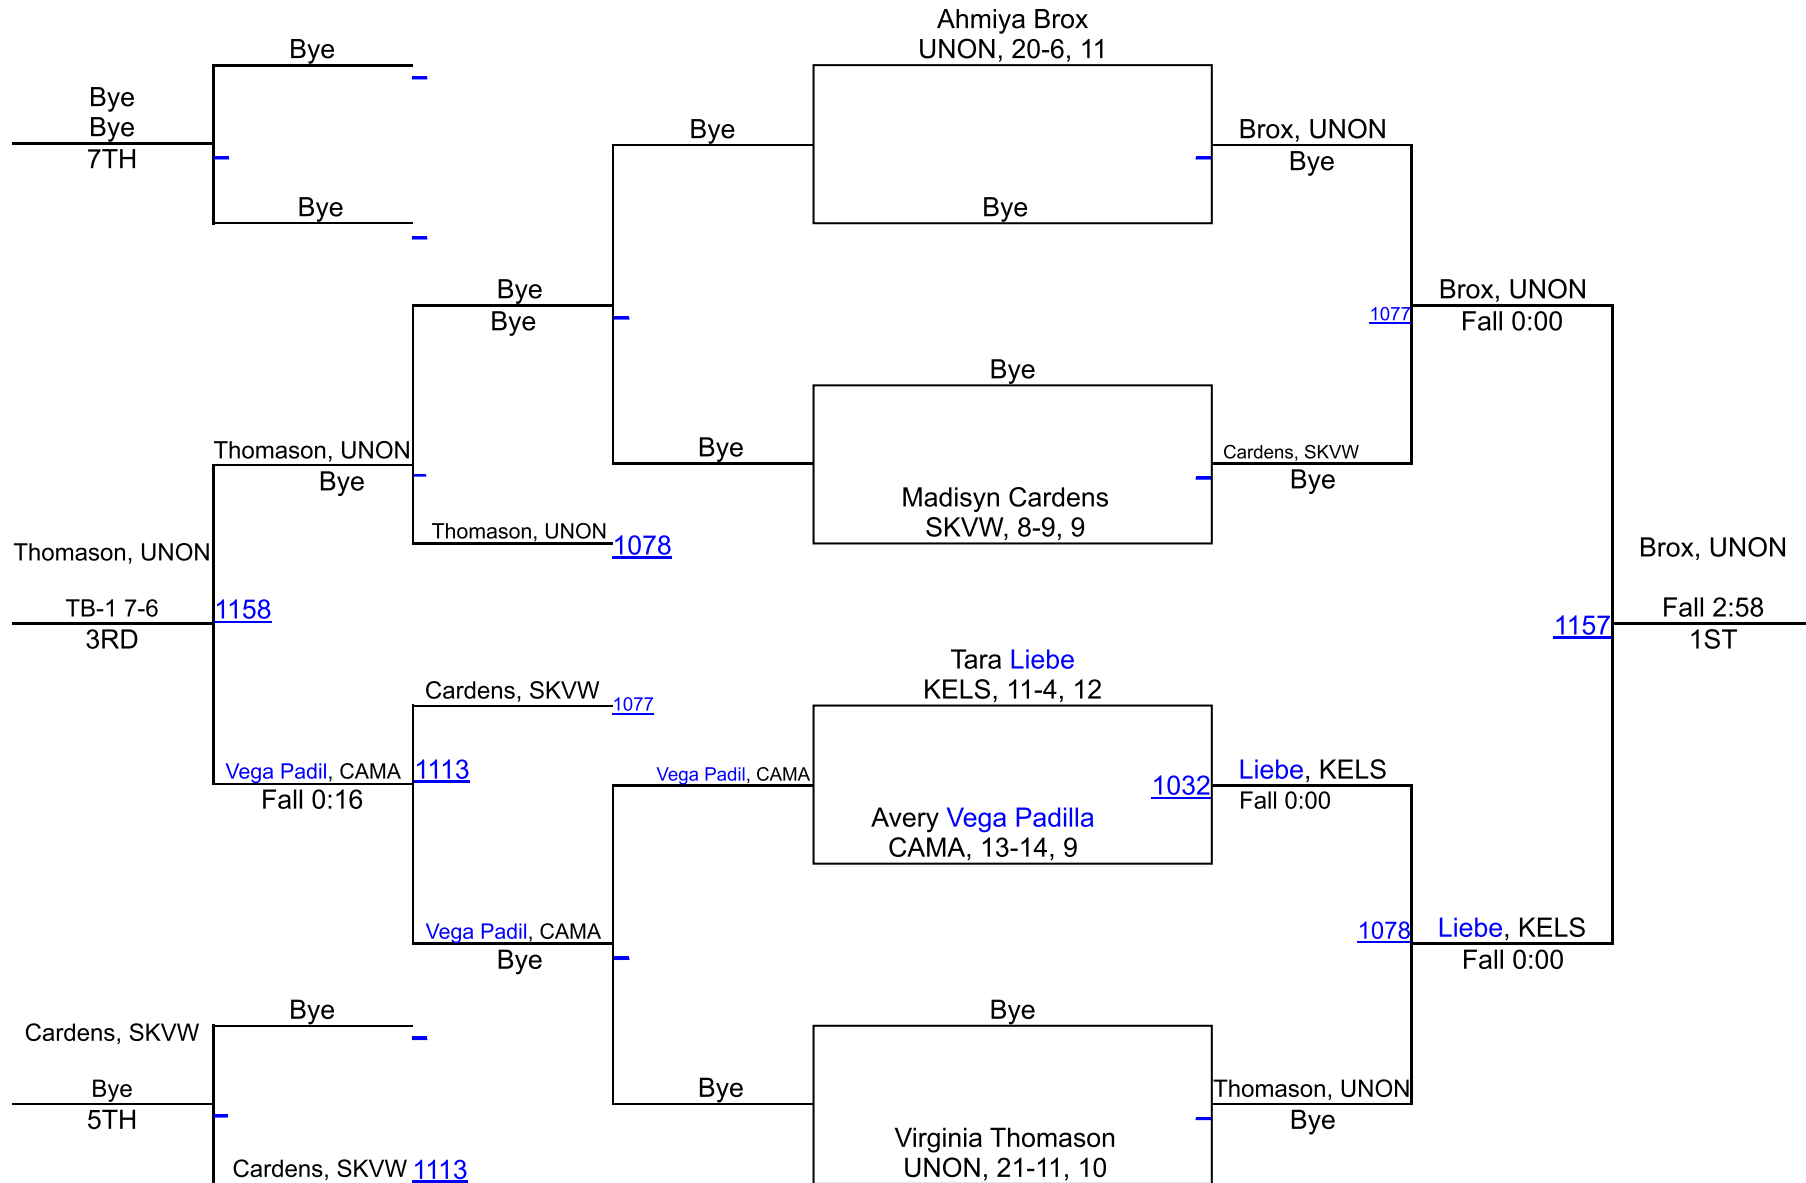 Ahmiya Brox
UNON, 20-6, 11
Bye
Bye
Bye
7TH
Bye
Bye
Brox, UNON
Bye
Bye
Bye
Bye
Brox, UNON
1077
Fall 0:00
Bye
Bye
Thomason, UNON
Bye
Bye
Cardens, SKVW
Bye
Madisyn Cardens
SKVW, 8-9, 9
Thomason, UNON
1078
Thomason, UNON
Brox, UNON
TB-1 7-6
1158
3RD
Fall 2:58
1157
1ST
Tara Liebe
KELS, 11-4, 12
Cardens, SKVW
1077
Vega Padil, CAMA
1113
Fall 0:16
Vega Padil, CAMA
1032
Liebe, KELS
Fall 0:00
Avery Vega Padilla
CAMA, 13-14, 9
Vega Padil, CAMA
Bye
1078
Liebe, KELS
Fall 0:00
Bye
Bye
Cardens, SKVW
Bye
5TH
Bye
Thomason, UNON
Bye
Virginia Thomason
UNON, 21-11, 10
Cardens, SKVW
1113